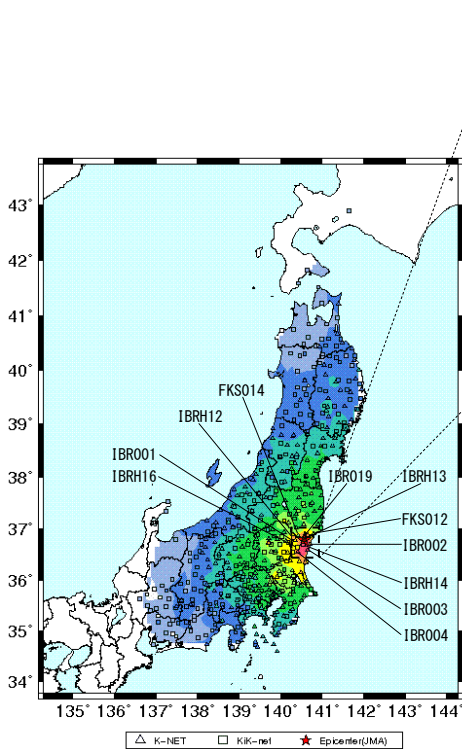 43°
42°
41°
40°
39°
38°
37°
36°
35°
34°
FKS014
IBRH12
IBR001
IBRH16
IBR019
IBRH13
FKS012
IBR002
IBRH14
IBR003
IBR004
135° 136° 137° 138° 139° 140° 141° 142° 143° 144°
K-NET KiK-net Epicenter(JMA)